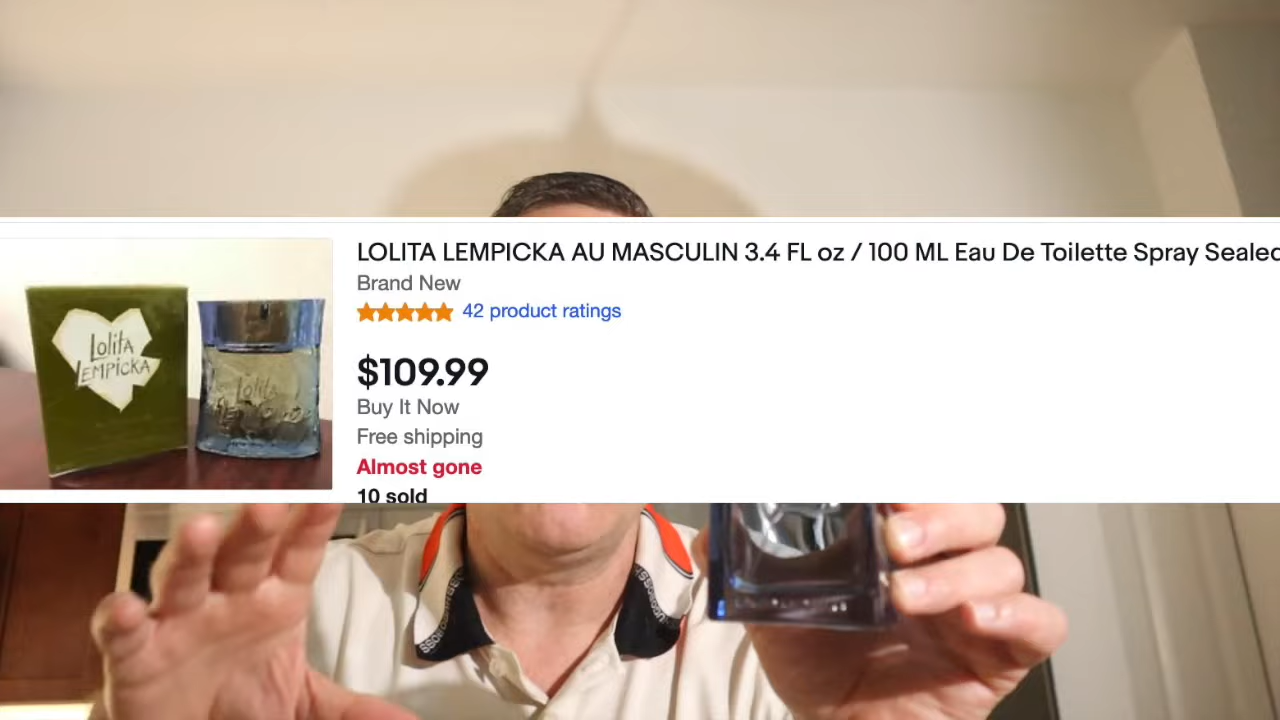 LOLITA LEMPICKA AU MASCULIN 3.4 FL oz / 100 ML Eau De Toilette Spray Sealed
Brand New
42 product ratings
$109.99
Buy It Now
Free shipping
Almost gone
10 sold
Lolita
LEMPICKA
Lolita